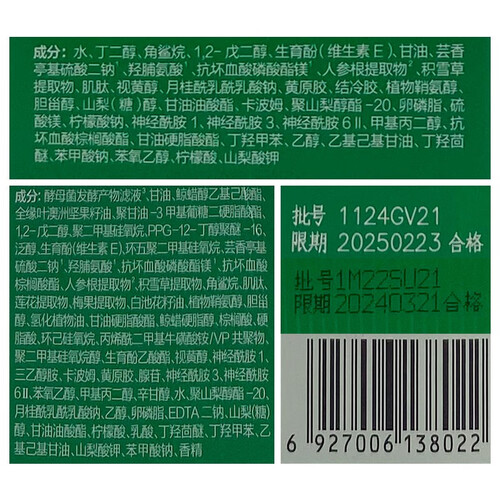 成分：水、丁二醇、角鲨烷、1,2-戊二醇、生育酚（维生素E）、甘油、芸香
亭基硫酸二钠¹、羟脯氨酸¹、抗坏血酸磷酸酯镁¹、人参根提取物²、积雪草
提取物、肌肽、视黄醇、月桂酰乳酰乳酸钠、黄原胶、结冷胶、植物鞘氨醇、
胆甾醇、山梨（糖）醇、甘油油酸酯、卡波姆、聚山梨醇酯-20、卵磷脂、硫
酸镁、柠檬酸钠、神经酰胺1、神经酰胺3、神经酰胺6Ⅱ、甲基丙二醇、抗
坏血酸棕榈酸酯、甘油硬脂酸酯、丁羟甲苯、乙醇、乙基己基甘油、丁羟茴
醚、苯甲酸钠、苯氧乙醇、柠檬酸、山梨酸钾
成分：酵母菌发酵产物滤液³、甘油、鲸蜡醇乙基己酸酯、
全缘叶澳洲坚果籽油、聚甘油-3甲基葡糖二硬脂酸酯、
1,2-戊二醇、聚二甲基硅氧烷、PPG-12-丁醇聚醚-16、
泛醇、生育酚(维生素E)、环五聚二甲基硅氧烷、芸香亭基
硫酸二钠¹、羟脯氨酸¹、抗坏血酸磷酸酯镁¹、抗坏血酸
棕榈酸酯、人参根提取物²、积雪草提取物、角鲨烷、肌肽、
莲花提取物、梅果提取物、白池花籽油、植物鞘氨醇、胆甾
醇、氢化植物油、甘油硬脂酸酯、鲸蜡硬脂醇、棕榈酸、硬
脂酸、环己硅氧烷、丙烯酰二甲基牛磺酸铵/VP共聚物、
聚二甲基硅氧烷醇、生育酚乙酸酯、视黄醇、神经酰胺1、
三乙醇胺、卡波姆、黄原胶、腺苷、神经酰胺3、神经酰胺
6Ⅱ、苯氧乙醇、甲基丙二醇、辛甘醇、水、聚山梨醇酯-20、
月桂酰乳酰乳酸钠、乙醇、卵磷脂、EDTA二钠、山梨(糖)
醇、甘油油酸酯、柠檬酸、乳酸、丁羟茴醚、丁羟甲苯、乙基
己基甘油、山梨酸钾、苯甲酸钠、香精
批号 1124GV21
限期 20250223 合格
批号 1M22SU21
限期 20240321 合格
6 927006 138022